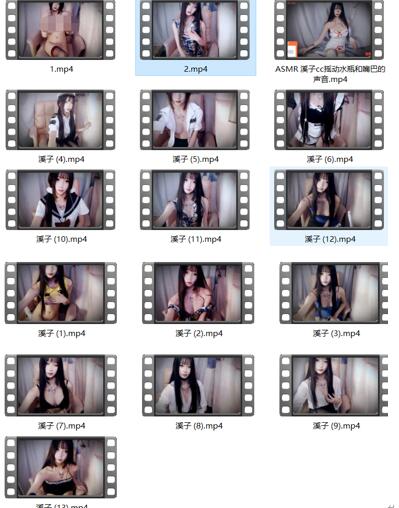 1.mp4
2.mp4
ASMR 溪子cc摇动水瓶和嘴巴的
声音.mp4
溪子 (4).mp4
溪子 (5).mp4
溪子 (6).mp4
溪子 (10).mp4
溪子 (11).mp4
溪子 (12).mp4
溪子 (1).mp4
溪子 (2).mp4
溪子 (3).mp4
溪子 (7).mp4
溪子 (8).mp4
溪子 (9).mp4
溪子 (13).mp4